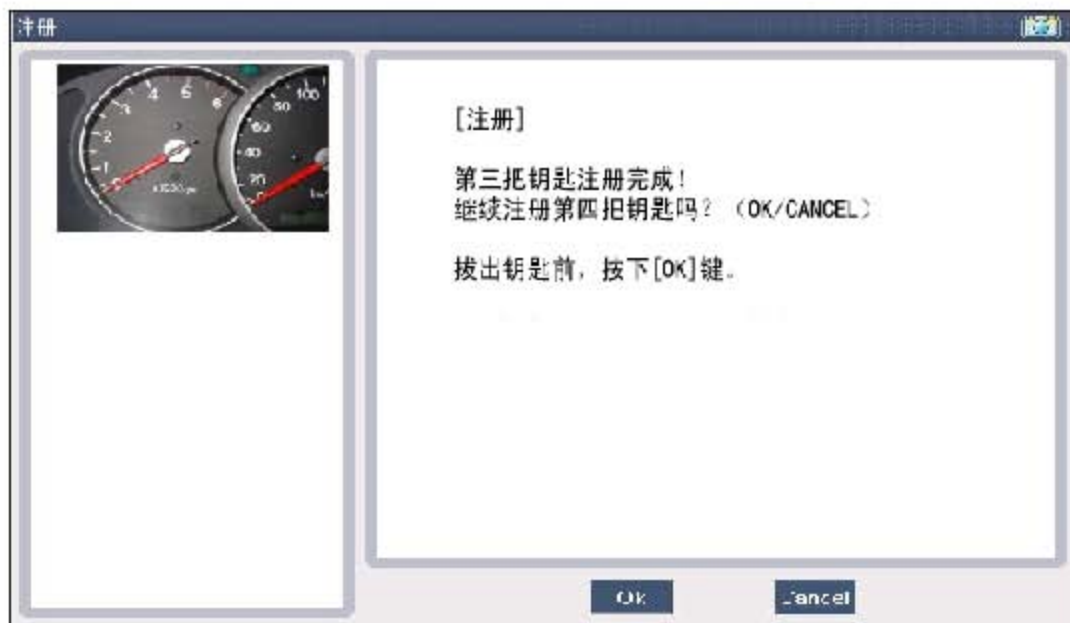 注册
[注册]
第三把钥匙注册完成!
继续注册第四把钥匙吗? (OK/CANCEL)
拔出钥匙前, 按下[OK]键。
Ok
Cancel